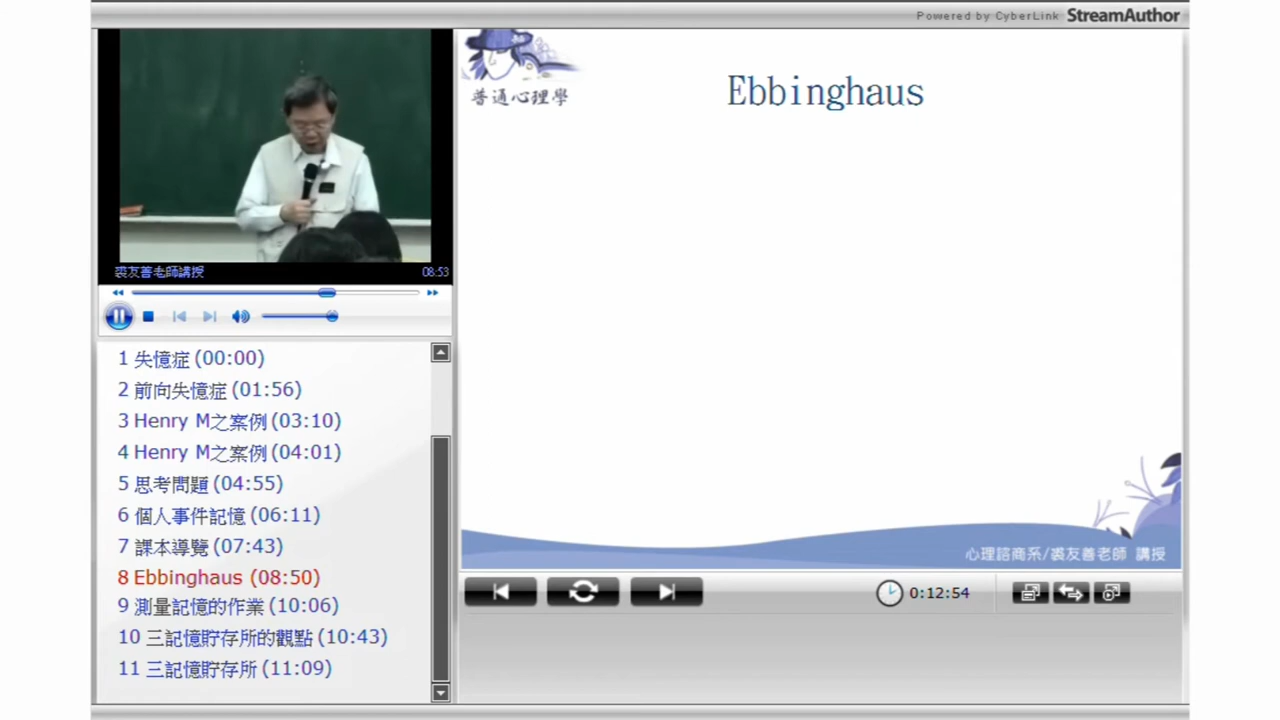 Powered by CyberLink StreamAuthor
普通心理學
Ebbinghaus
裘友善老師講授 08:53
1 失憶症 (00:00)
2 前向失憶症 (01:56)
3 Henry M之案例 (03:10)
4 Henry M之案例 (04:01)
5 思考問題 (04:55)
6 個人事件記憶 (06:11)
7 課本導覽 (07:43)
8 Ebbinghaus (08:50)
9 測量記憶的作業 (10:06)
10 三記憶貯存所的觀點 (10:43)
11 三記憶貯存所 (11:09)
心理諮商系/裘友善老師 講授
0:12:54